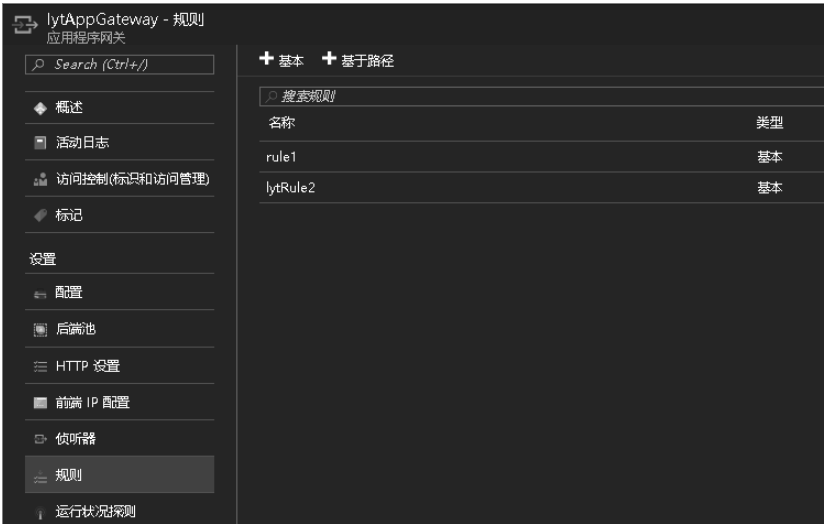 lytAppGateway - 规则
应用程序网关
Search (Ctrl+/)
概述
活动日志
访问控制(标识和访问管理)
标记
设置
配置
后端池
HTTP 设置
前端 IP 配置
侦听器
规则
运行状况探测
基本
基于路径
搜索规则
名称 类型
rule1 基本
lytRule2 基本